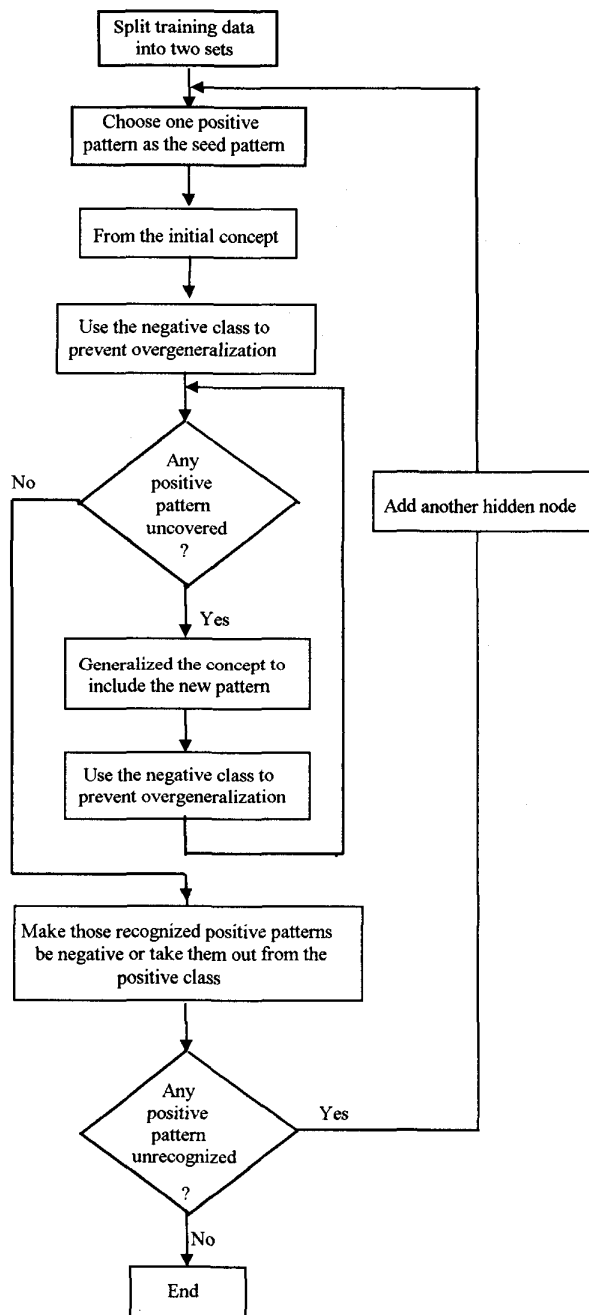 Split training data
into two sets
Choose one positive
pattern as the seed pattern
From the initial concept
Use the negative class to
prevent overgeneralization
Any
positive
pattern
uncovered
?
No
Yes
Add another hidden node
Generalized the concept to
include the new pattern
Use the negative class to
prevent overgeneralization
Make those recognized positive patterns
be negative or take them out from the
positive class
Any
positive
pattern
unrecognized
?
Yes
No
End